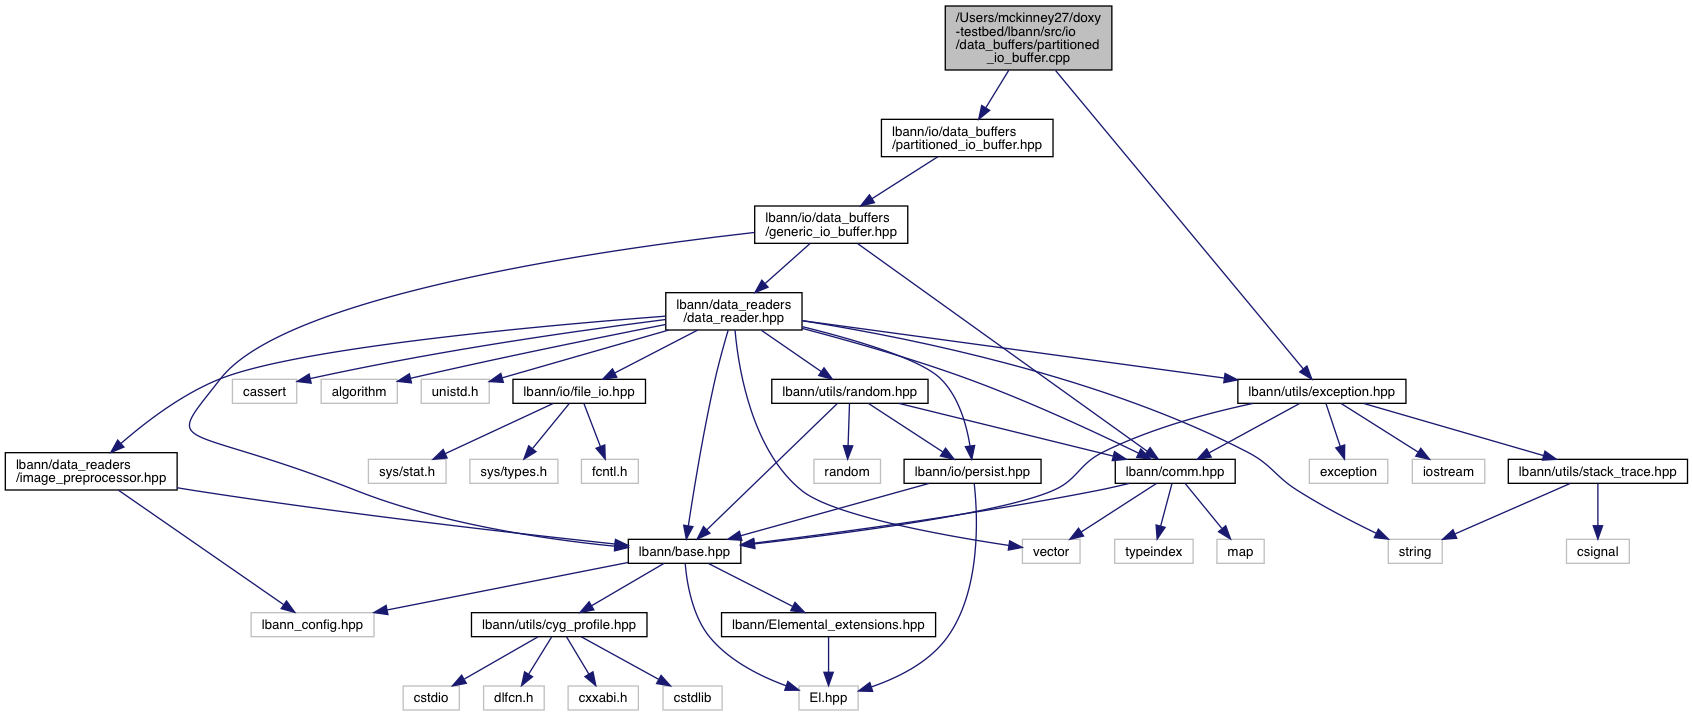 /Users/mckinney27/doxy
-testbed/lbann/src/io
/data_buffers/partitioned
_io_buffer.cpp
lbann/io/data_buffers
/partitioned_io_buffer.hpp
lbann/io/data_buffers
/generic_io_buffer.hpp
lbann/data_readers
/data_reader.hpp
cassert
algorithm
unistd.h
lbann/io/file_io.hpp
lbann/utils/random.hpp
lbann/utils/exception.hpp
lbann/data_readers
/image_preprocessor.hpp
sys/stat.h
sys/types.h
fcntl.h
random
lbann/io/persist.hpp
lbann/comm.hpp
exception
iostream
lbann/utils/stack_trace.hpp
lbann/base.hpp
vector
typeindex
map
string
csignal
lbann_config.hpp
lbann/utils/cyg_profile.hpp
lbann/Elemental_extensions.hpp
cstdio
dlfcn.h
cxxabi.h
cstdlib
El.hpp